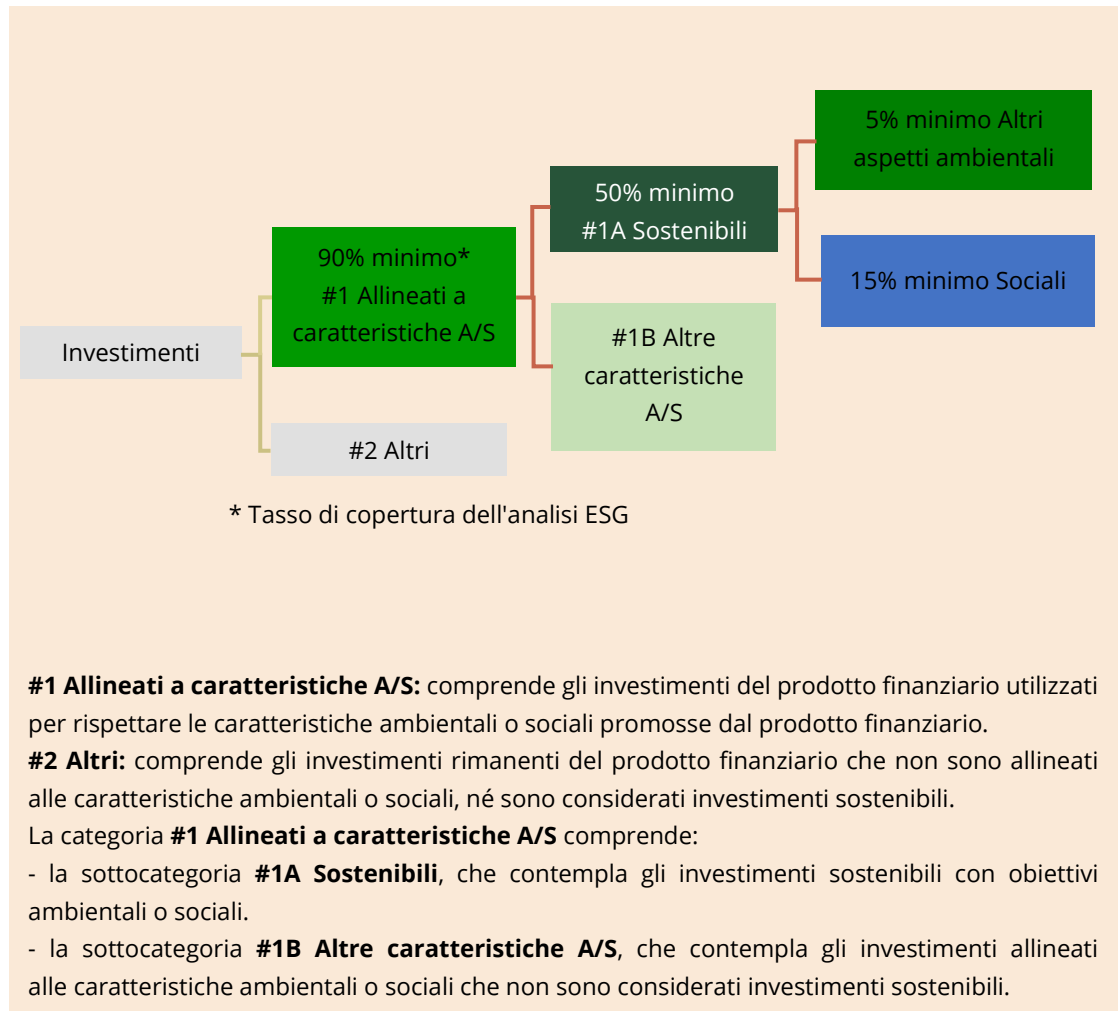 5% minimo Altri
aspetti ambientali
50% minimo
#1A Sostenibili
90% minimo*
#1 Allineati a
caratteristiche A/S
15% minimo Sociali
Investimenti
#1B Altre
caratteristiche
A/S
#2 Altri
* Tasso di copertura dell'analisi ESG
#1 Allineati a caratteristiche A/S: comprende gli investimenti del prodotto finanziario utilizzati
per rispettare le caratteristiche ambientali o sociali promosse dal prodotto finanziario.
#2 Altri: comprende gli investimenti rimanenti del prodotto finanziario che non sono allineati
alle caratteristiche ambientali o sociali, né sono considerati investimenti sostenibili.
La categoria #1 Allineati a caratteristiche A/S comprende:
- la sottocategoria #1A Sostenibili, che contempla gli investimenti sostenibili con obiettivi
ambientali o sociali.
- la sottocategoria #1B Altre caratteristiche A/S, che contempla gli investimenti allineati
alle caratteristiche ambientali o sociali che non sono considerati investimenti sostenibili.